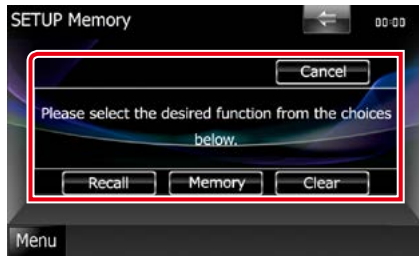 SETUP Memory 00:00
Cancel
Please select the desired function from the choices
below.
Recall Memory Clear
Menu